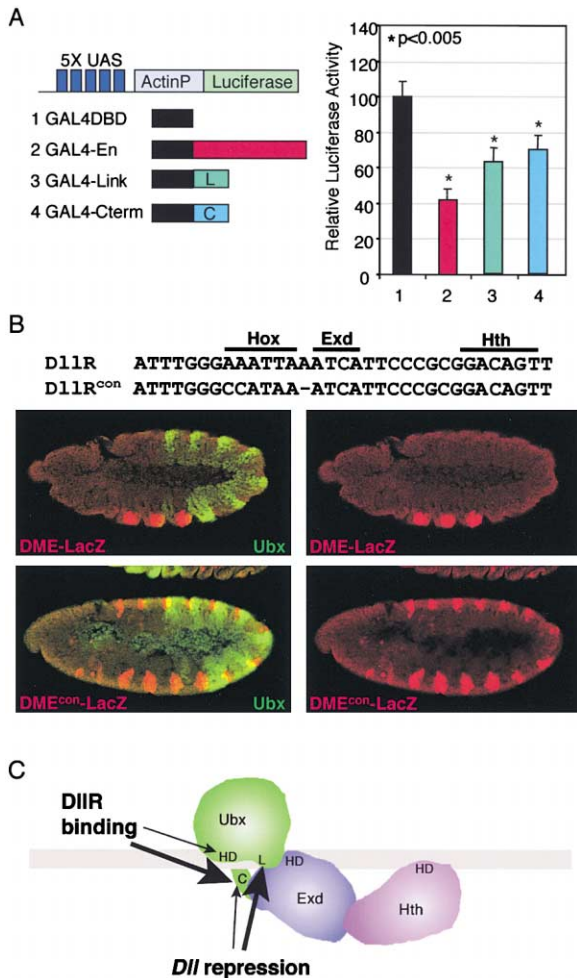 A
5X UAS
ActinP Luciferase
1 GAL4DBD
2 GAL4-En
3 GAL4-Link L
4 GAL4-Cterm C
* p<0.005
Relative Luciferase Activity
140
120
100
80
60
40
20
0
* * *
1 2 3 4
B
Hox Exd Hth
DllR ATTTGGGAAATTAAATCATTCCCGCGGACAGTT
DllRcon ATTTGGGCCATAA-ATCATTCCCGCGGACAGTT
DME-LacZ Ubx
DME-LacZ
DMEcon-LacZ Ubx
DMEcon-LacZ
C
DllR
binding
Ubx
HD L HD HD
C
Exd
Hth
Dll repression